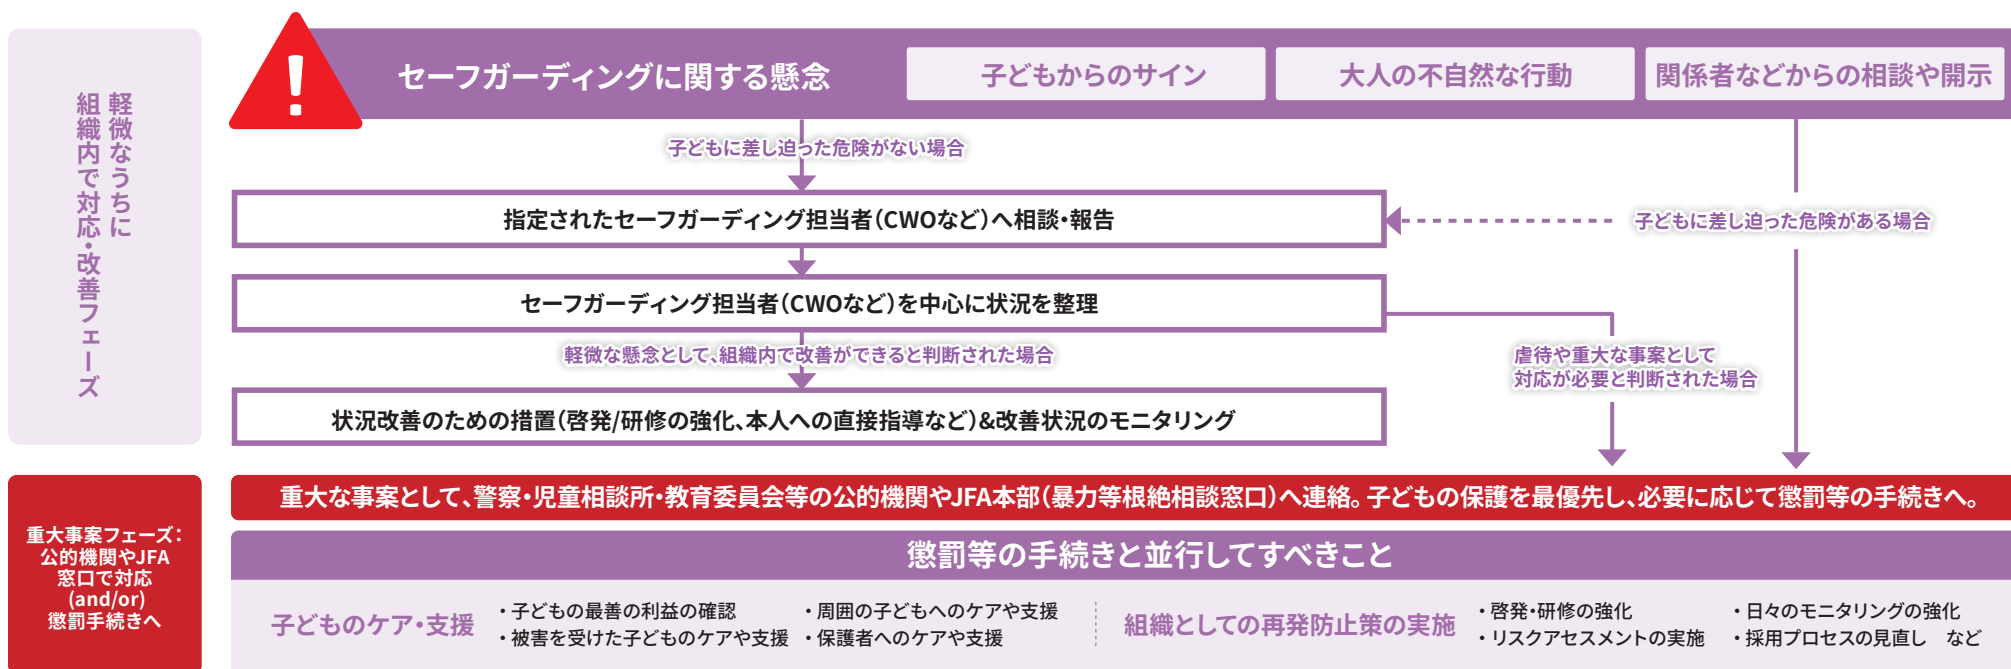 軽微なうちに
組織内で対応・改善フェーズ
!
セーフガーディングに関する懸念
子どもからのサイン
大人の不自然な行動
関係者などからの相談や開示
子どもに差し迫った危険がない場合
指定されたセーフガーディング担当者(CWOなど)へ相談・報告
子どもに差し迫った危険がある場合
セーフガーディング担当者(CWOなど)を中心に状況を整理
軽微な懸念として、組織内で改善ができると判断された場合
虐待や重大な事案として
対応が必要と判断された場合
状況改善のための措置(啓発/研修の強化、本人への直接指導など)&改善状況のモニタリング
重大事案フェーズ:
公的機関やJFA
窓口で対応
(and/or)
懲罰手続きへ
重大な事案として、警察・児童相談所・教育委員会等の公的機関やJFA本部(暴力等根絶相談窓口)へ連絡。子どもの保護を最優先し、必要に応じて懲罰等の手続きへ。
懲罰等の手続きと並行してすべきこと
子どものケア・支援
・子どもの最善の利益の確認
・被害を受けた子どものケアや支援
・周囲の子どもへのケアや支援
・保護者へのケアや支援
組織としての再発防止策の実施
・啓発・研修の強化
・リスクアセスメントの実施
・日々のモニタリングの強化
・採用プロセスの見直し など